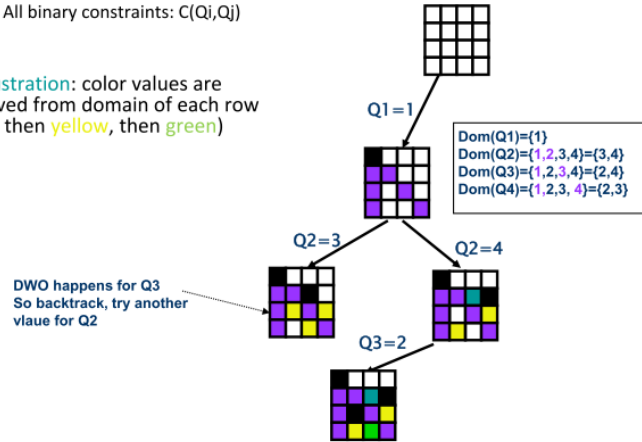 All binary constraints: C(Qi,Qj)
stration: color values are
ved from domain of each row
then yellow, then green)
Q1=1
Dom(Q1)={1}
Dom(Q2)={1,2,3,4}={3,4}
Dom(Q3)={1,2,3,4}={2,4}
Dom(Q4)={1,2,3, 4}={2,3}
Q2=3
Q2=4
DWO happens for Q3
So backtrack, try another
vlaue for Q2
Q3=2